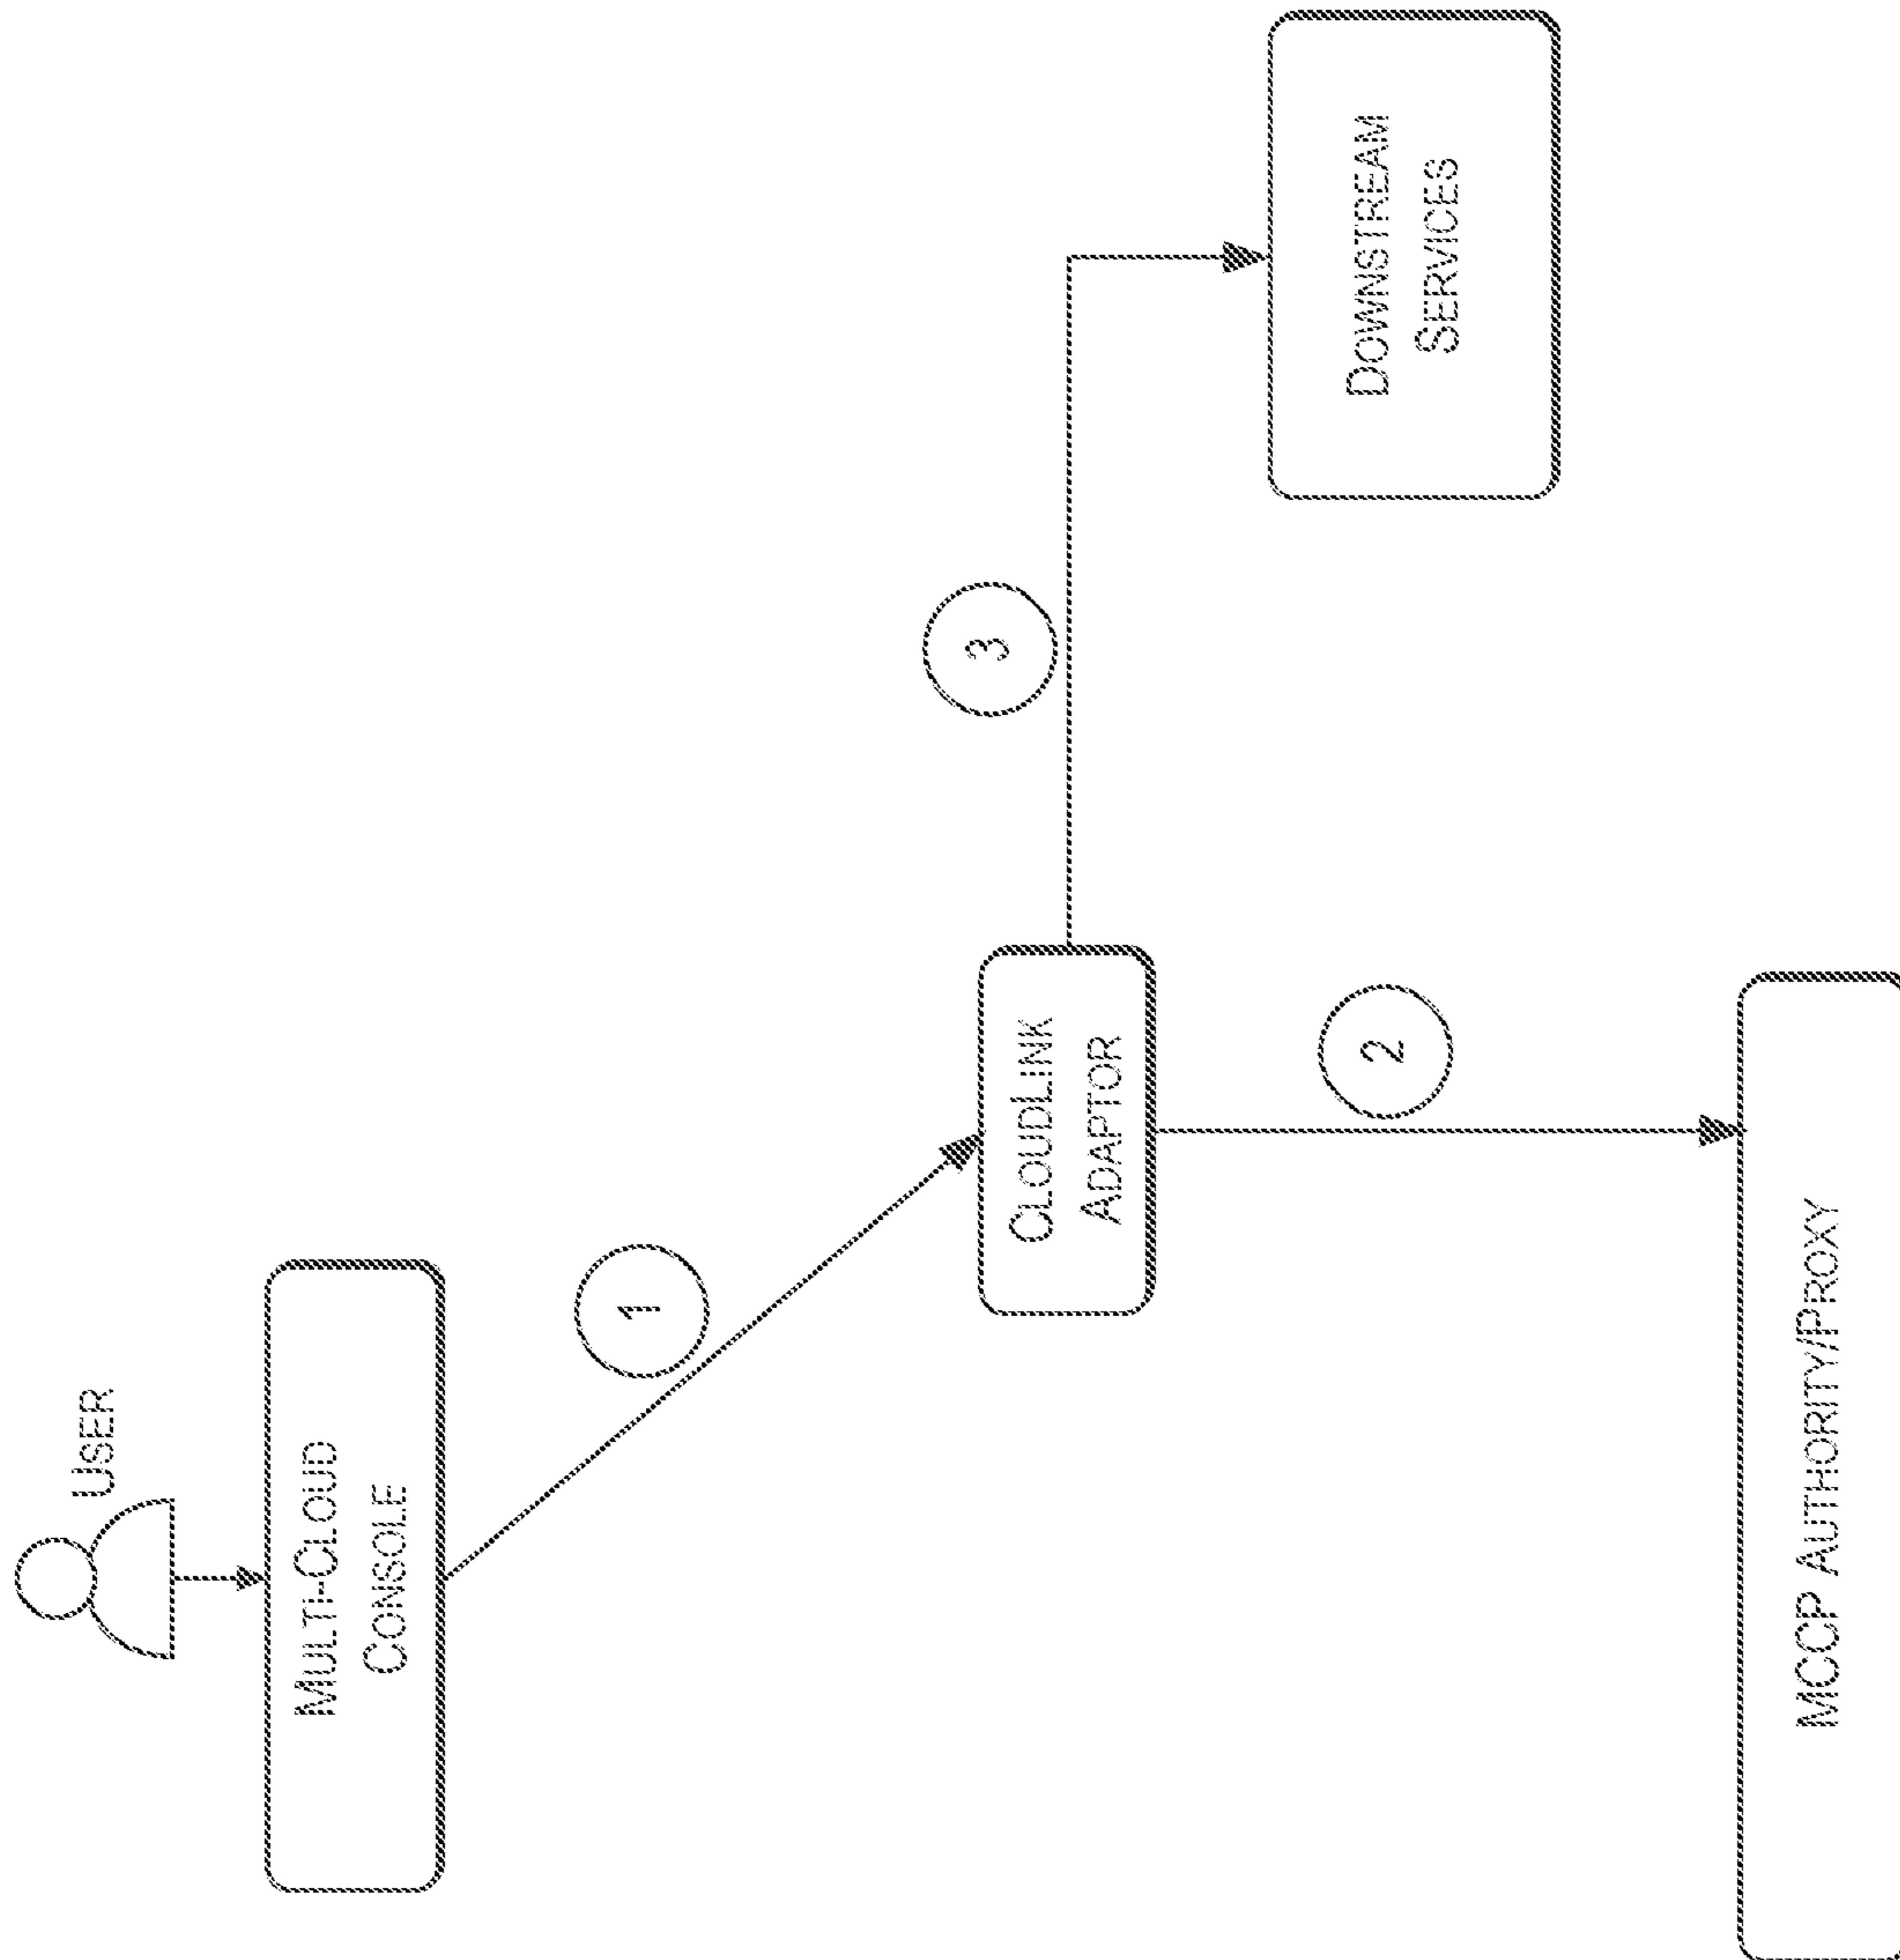 USER
MULTI-CLOUD
CONSOLE
1
CLOUDLINK
ADAPTOR
2
3
DOWNSTREAM
SERVICES
MCCP AUTHORITY/PROXY